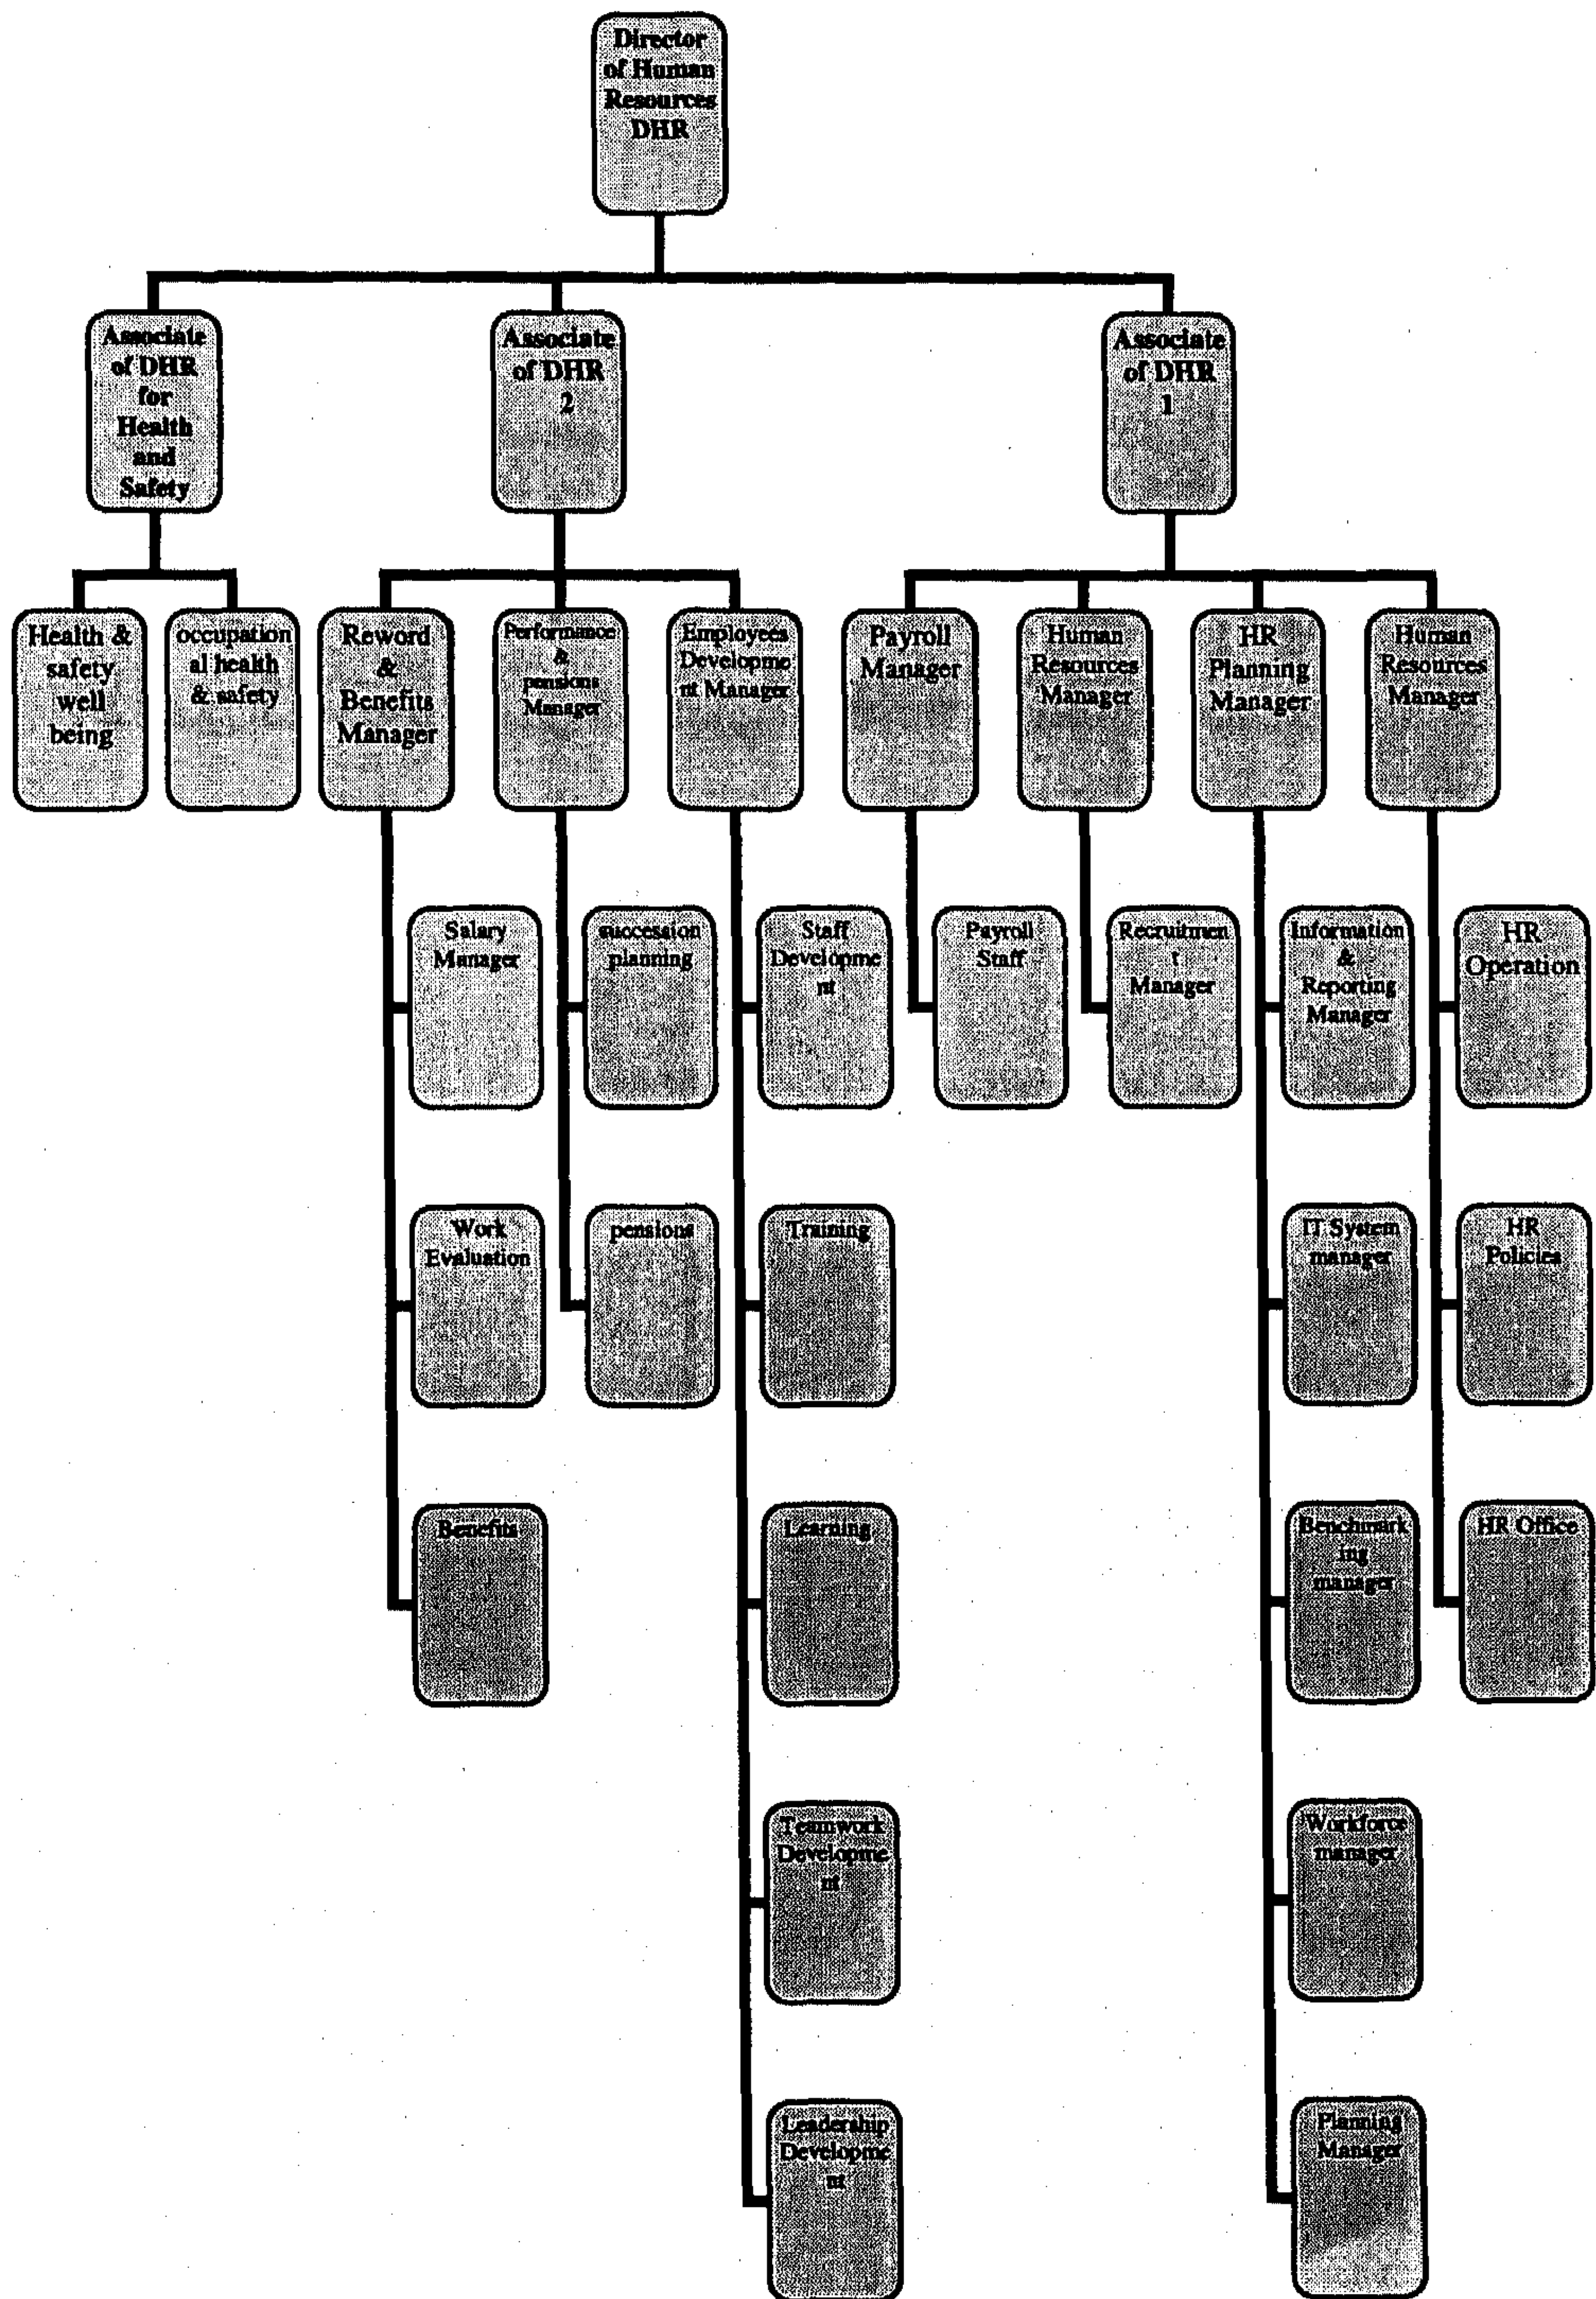 Director
of Human
Resources
DHR
Associate
of DHR
for
Health
and
Safety
Associate
of DHR
2
Associate
of DHR
1
Health &
safety
well
being
occupation
al health
& safety
Reword
&
Benefits
Manager
Performance
&
pensions
Manager
Employees
Developme
nt Manager
Payroll
Manager
Human
Resources
Manager
HR
Planning
Manager
Human
Resources
Manager
Salary
Manager
succession
planning
Staff
Developme
nt
Payroll
Staff
Recruitmen
t
Manager
Information
&
Reporting
Manager
HR
Operation
Work
Evaluation
pensions
Training
IT System
manager
HR
Policies
Benefits
Learning
Benchmark
ing
manager
HR Office
Teamwork
Developme
nt
Workforce
manager
Leadership
Developme
nt
Planning
Manager